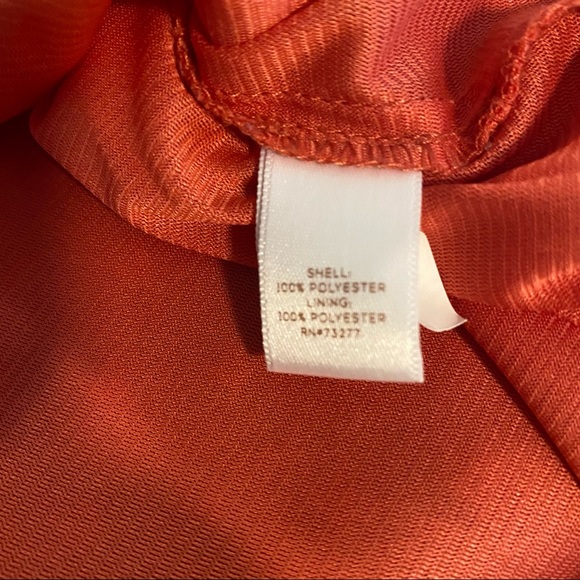 SHELL:
100% POLYESTER
LINING:
100% POLYESTER
RN#73277